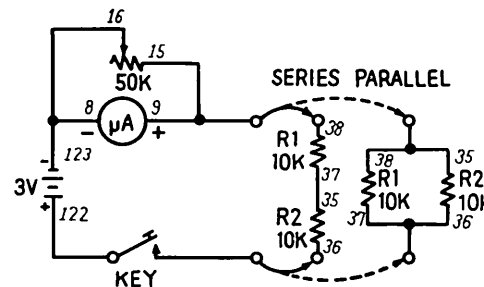 16
15
50K
SERIES PARALLEL
8
9
µA
- +
38
R1
10K
37
38
35
R1
10K
R2
37
36
123
-
3V
+
122
35
R2
10K
36
KEY